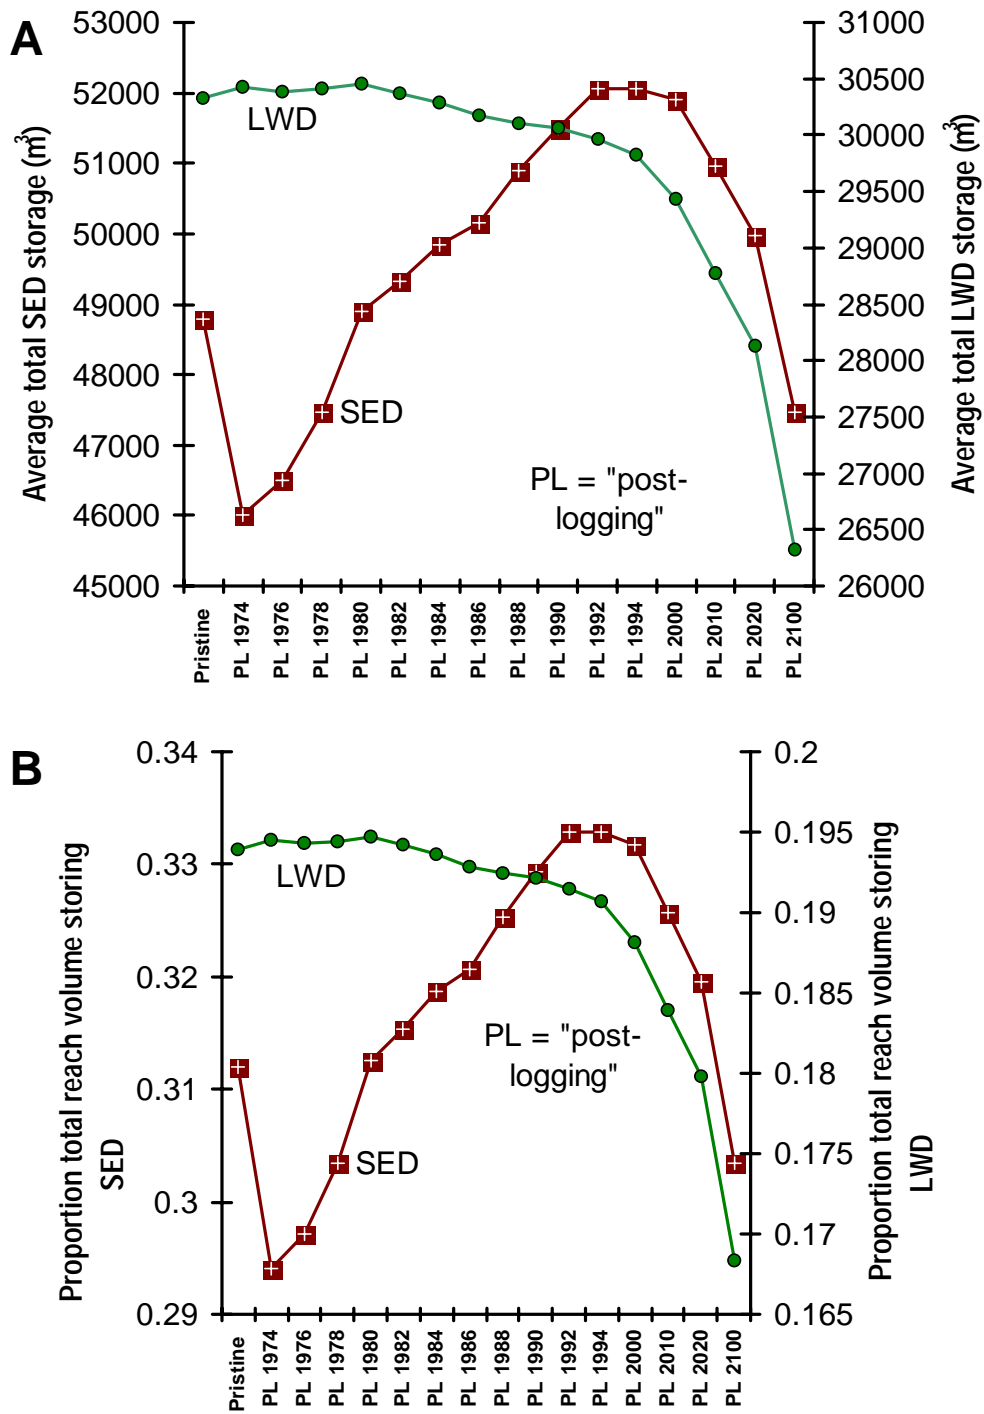 A
53000
52000
51000
50000
49000
48000
47000
46000
45000
Average total SED storage (m³)
31000
30500
30000
29500
29000
28500
28000
27500
27000
26500
26000
Average total LWD storage (m³)
LWD
SED
PL = "post-
logging"
Pristine
PL 1974
PL 1976
PL 1978
PL 1980
PL 1982
PL 1984
PL 1986
PL 1988
PL 1990
PL 1992
PL 1994
PL 2000
PL 2010
PL 2020
PL 2100
B
0.34
0.33
0.32
0.31
0.3
0.29
Proportion total reach volume storing
SED
0.2
0.195
0.19
0.185
0.18
0.175
0.17
0.165
Proportion total reach volume storing
LWD
LWD
PL = "post-
logging"
SED
Pristine
PL 1974
PL 1976
PL 1978
PL 1980
PL 1982
PL 1984
PL 1986
PL 1988
PL 1990
PL 1992
PL 1994
PL 2000
PL 2010
PL 2020
PL 2100